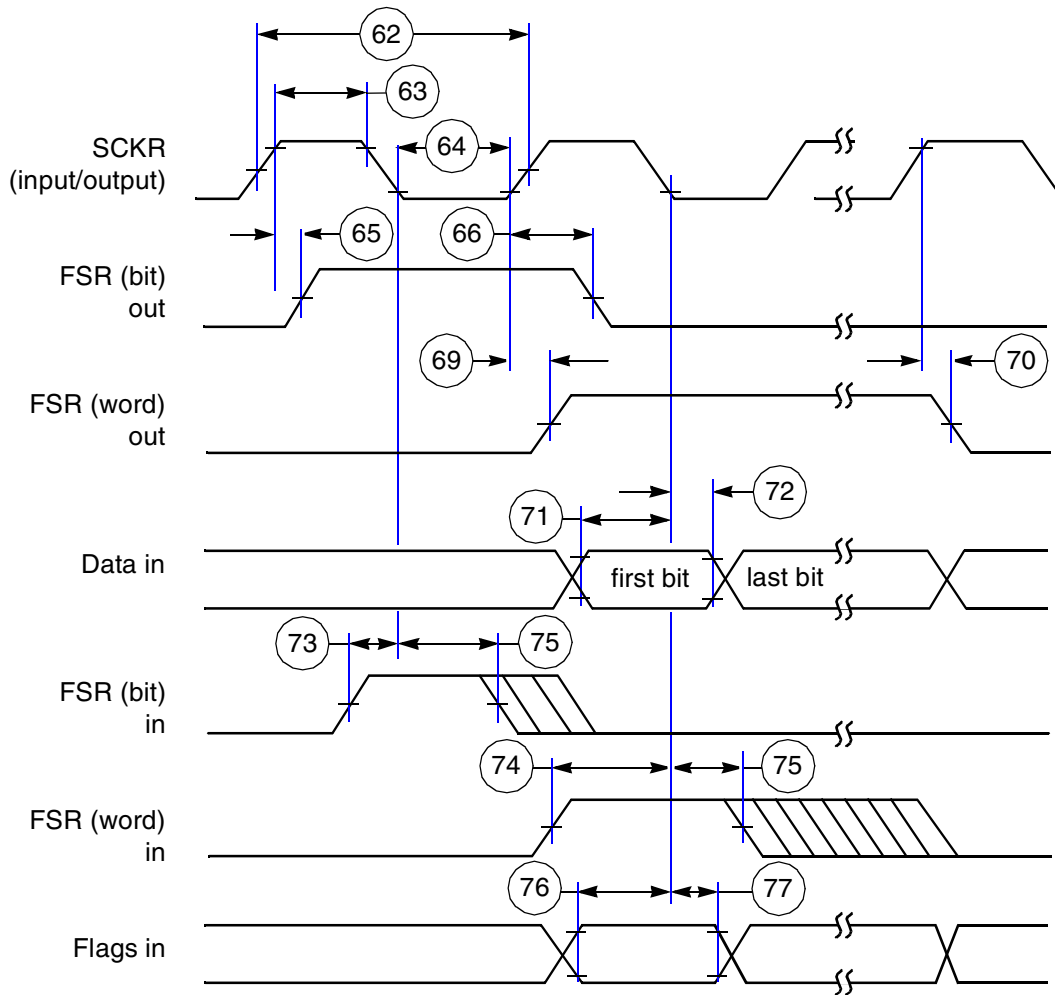 62
63
SCKR
(input/output)
64
65
66
FSR (bit)
out
69
70
FSR (word)
out
71
72
Data in
first bit
last bit
73
75
FSR (bit)
in
74
75
FSR (word)
in
76
77
Flags in